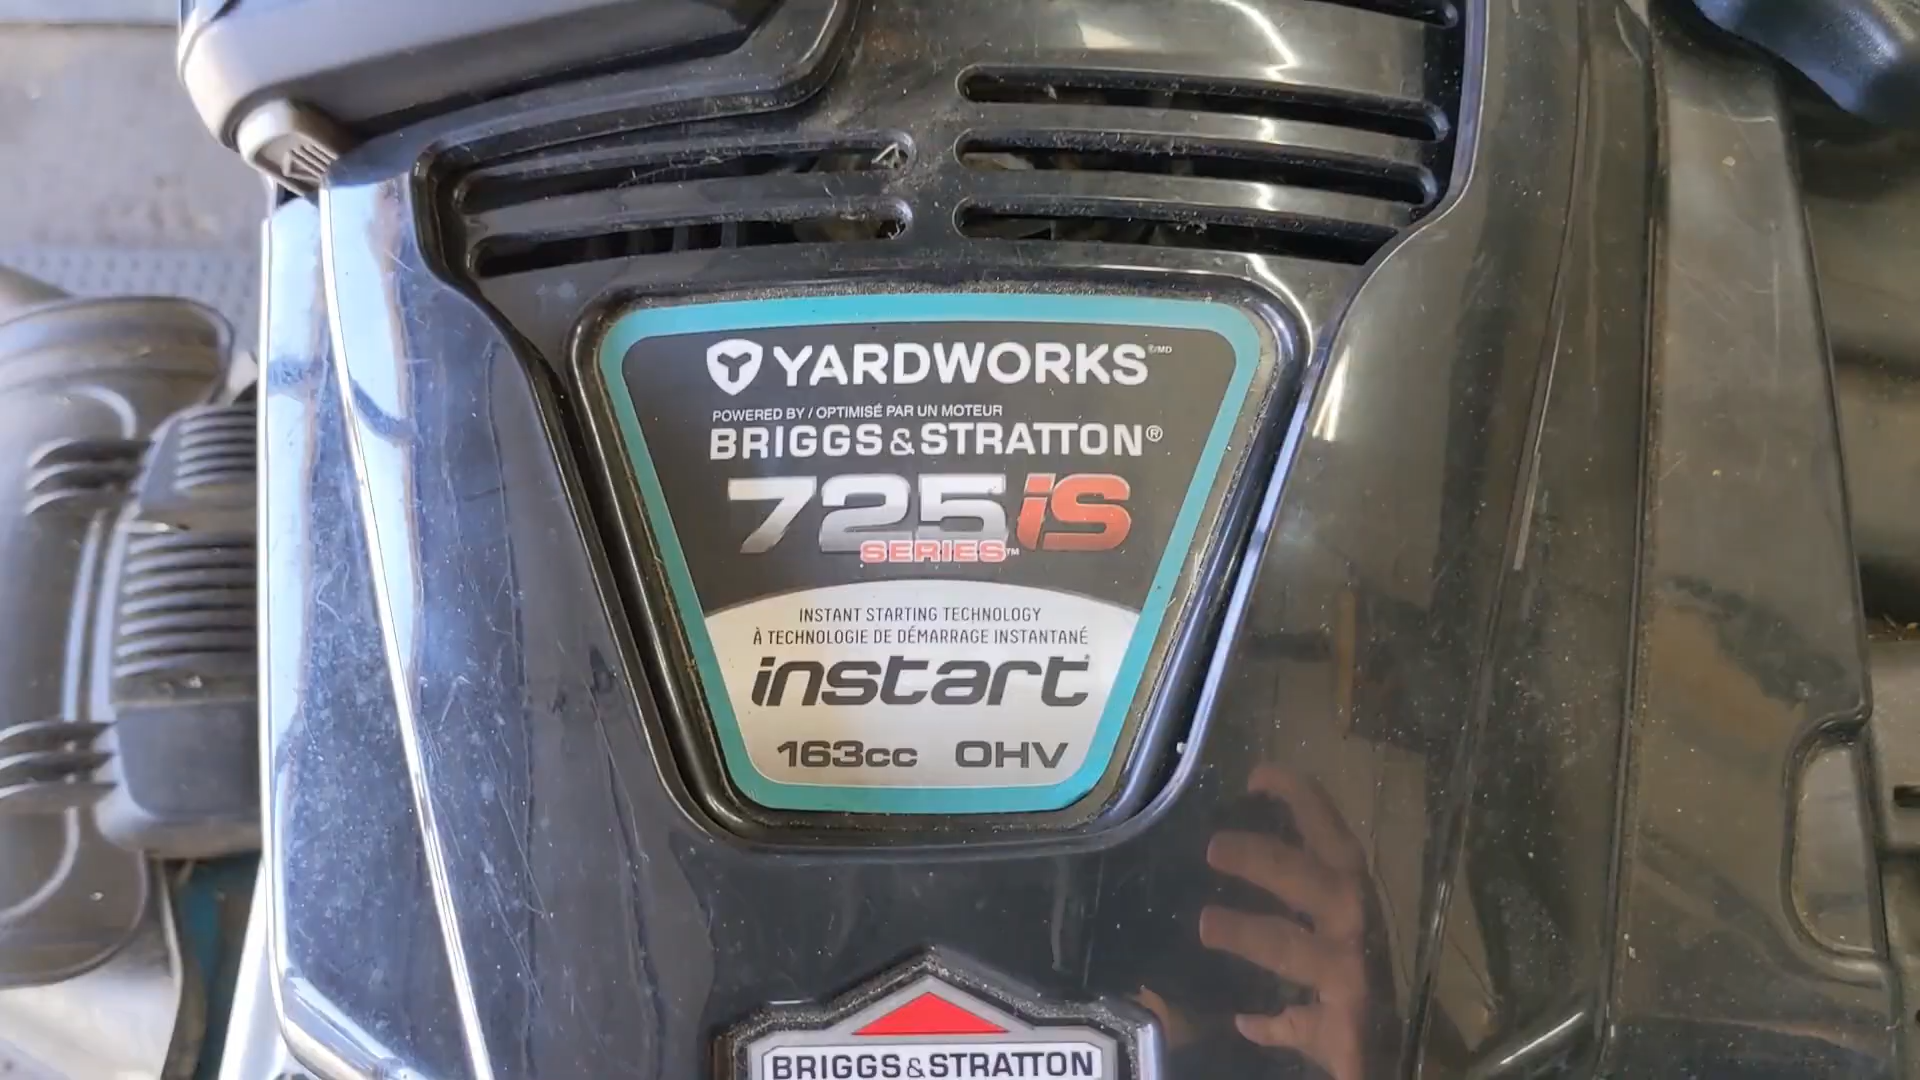 YARDWORKS®/MD
POWERED BY / OPTIMISÉ PAR UN MOTEUR
BRIGGS&STRATTON®
725iS
SERIES™
INSTANT STARTING TECHNOLOGY
À TECHNOLOGIE DE DÉMARRAGE INSTANTANÉ
instart
163cc OHV
BRIGGS&STRATTON